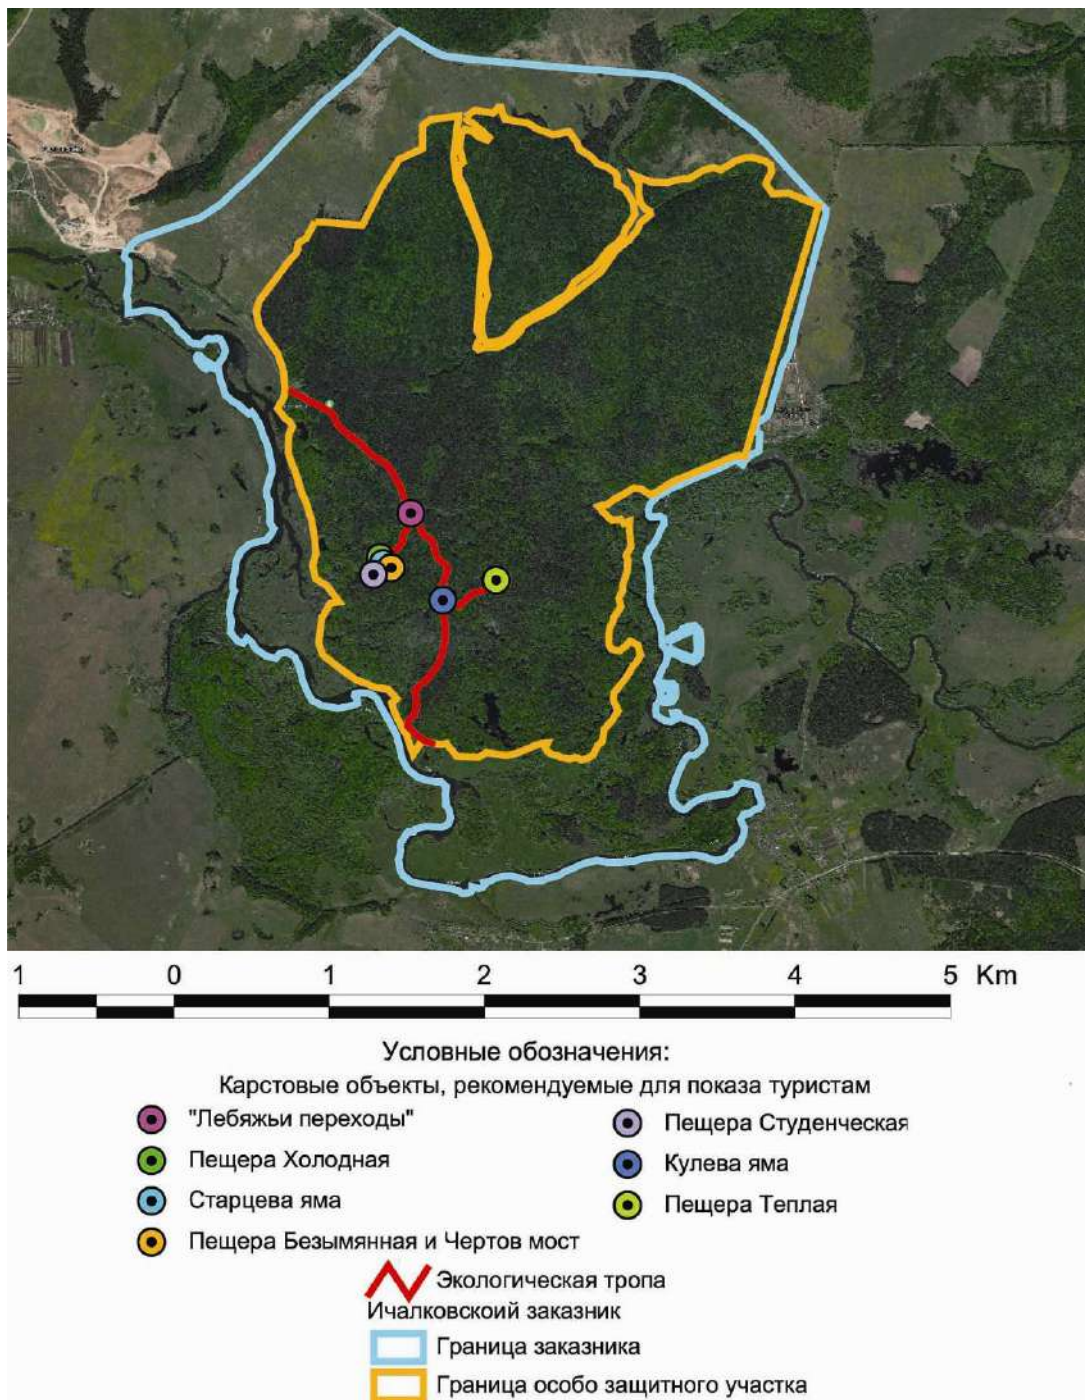 1 0 1 2 3 4 5 Km
Условные обозначения:
Карстовые объекты, рекомендуемые для показа туристам
"Лебяжьи переходы"
Пещера Студенческая
Пещера Холодная
Кулева яма
Старцева яма
Пещера Теплая
Пещера Безымянная и Чертов мост
Экологическая тропа
Ичалковскоий заказник
Граница заказника
Граница особо защитного участка